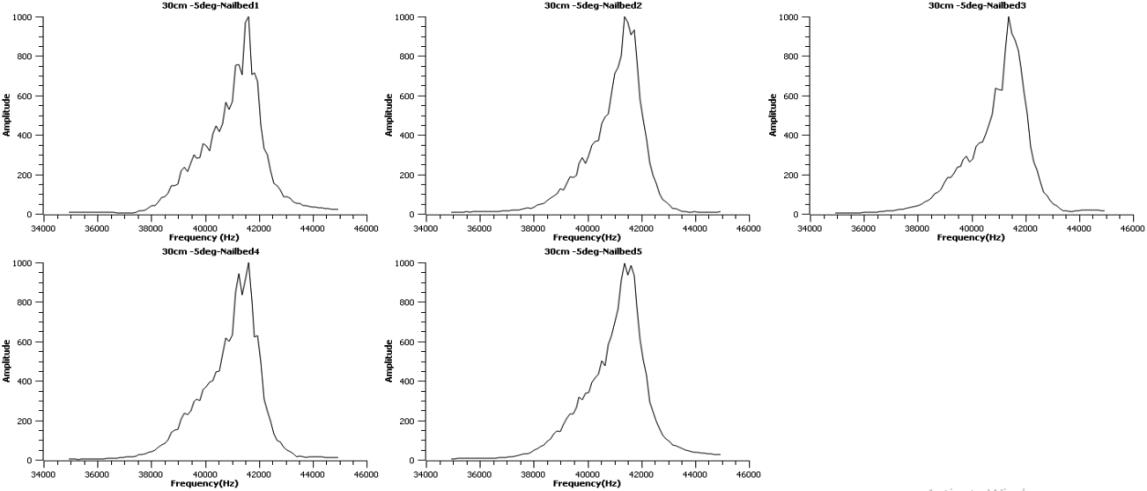 30cm -5deg-Nailbed1
1000
800
600
400
200
0
Amplitude
34000 36000 38000 40000 42000 44000 46000
Frequency (Hz)
30cm -5deg-Nailbed2
1000
800
600
400
200
0
Amplitude
34000 36000 38000 40000 42000 44000 46000
Frequency(Hz)
30cm -5deg-Nailbed3
1000
800
600
400
200
0
Amplitude
34000 36000 38000 40000 42000 44000 46000
Frequency(Hz)
30cm -5deg-Nailbed4
1000
800
600
400
200
0
Amplitude
34000 36000 38000 40000 42000 44000 46000
Frequency(Hz)
30cm -5deg-Nailbed5
1000
800
600
400
200
0
Amplitude
34000 36000 38000 40000 42000 44000 46000
Frequency(Hz)